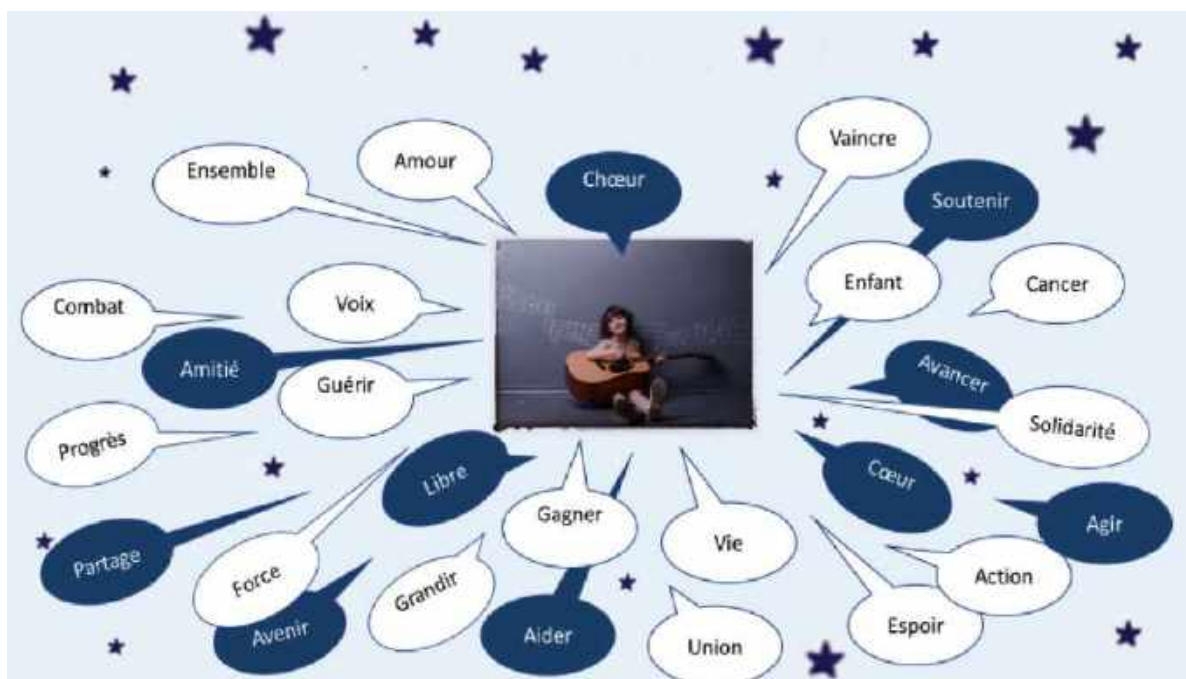 Vaincre
Amour
Ensemble
Chœur
Soutenir
Enfant
Cancer
Combat
Voix
Amitié
Guérir
Avancer
Solidarité
Progrès
Libre
Cœur
Gagner
Agir
Partage
Force
Grandir
Vie
Action
Avenir
Aider
Union
Espoir